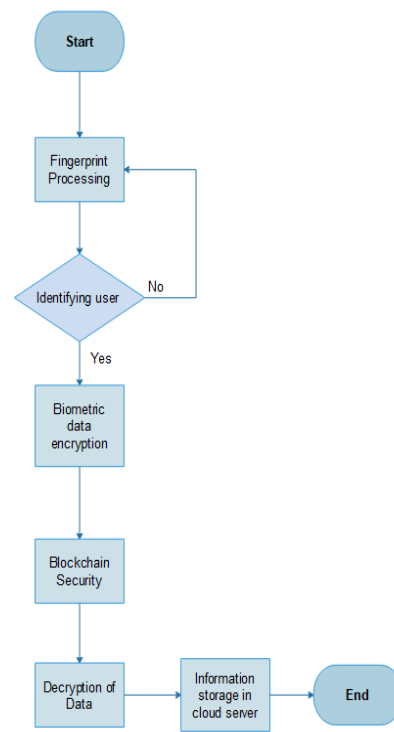 Start
Fingerprint
Processing
Identifying user
No
Yes
Biometric
data
encryption
Blockchain
Security
Decryption of
Data
Information
storage in
cloud server
End